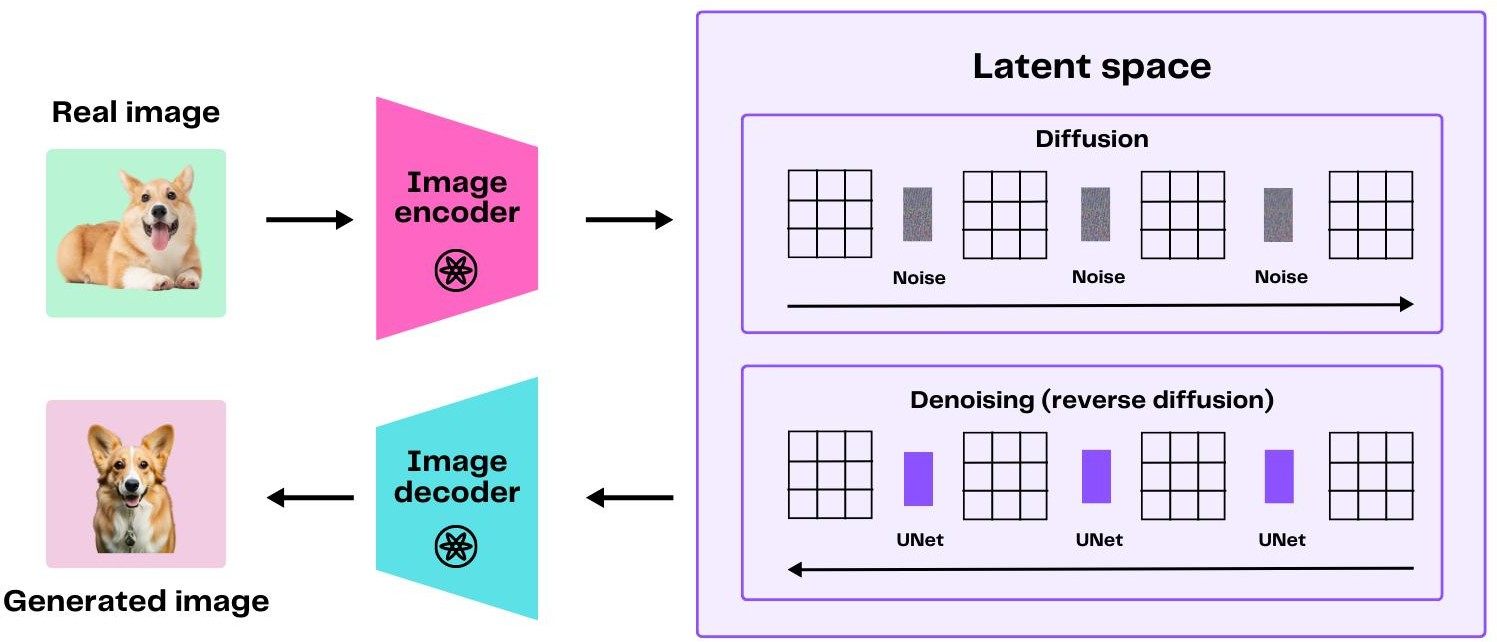 Latent space
Real image
Image
encoder
Diffusion
Noise
Noise
Noise
Image
decoder
Denoising (reverse diffusion)
UNet
UNet
UNet
Generated image